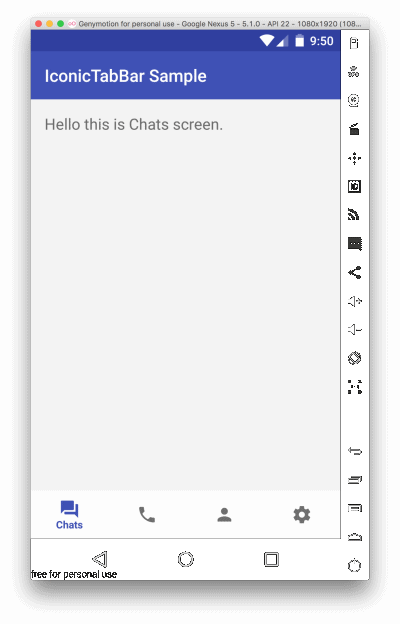 Genymotion for personal use - Google Nexus 5 - 5.1.0 - API 22 - 1080x1920 (108...
9:50
IconicTabBar Sample
Hello this is Chats screen.
Chats
free for personal use